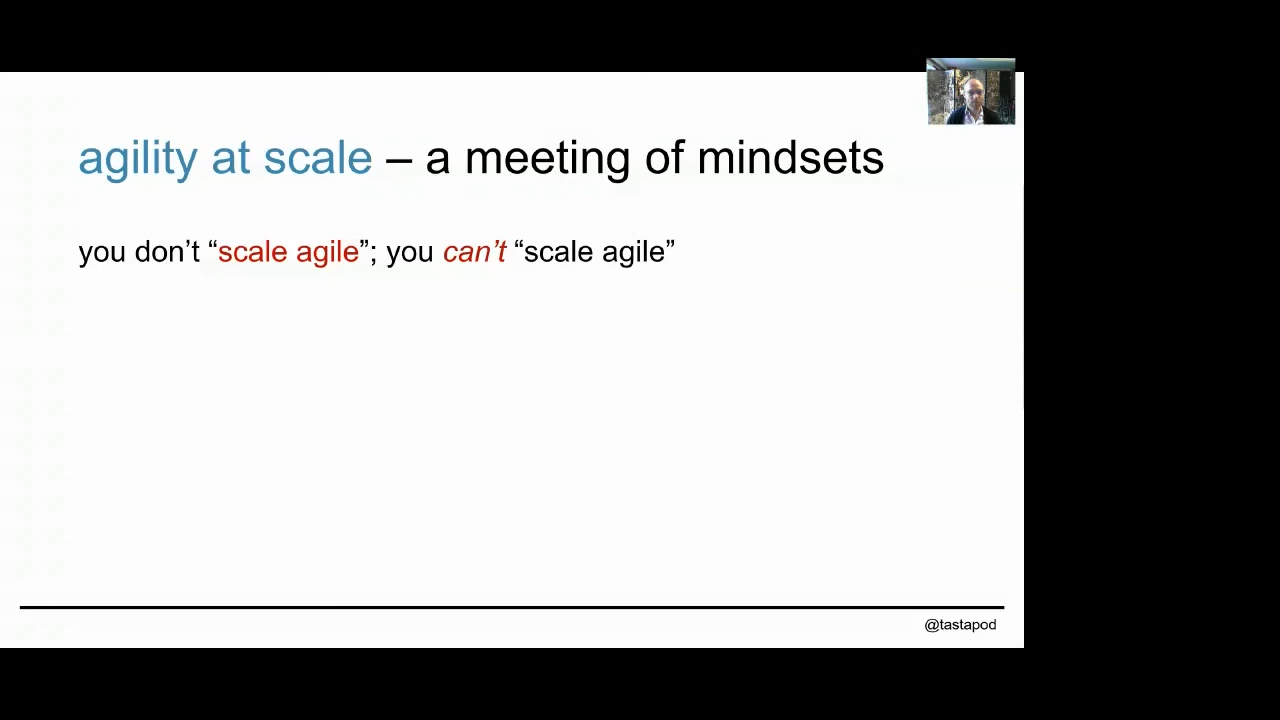 agility at scale – a meeting of mindsets
you don’t “scale agile”; you can’t “scale agile”
@tastapod